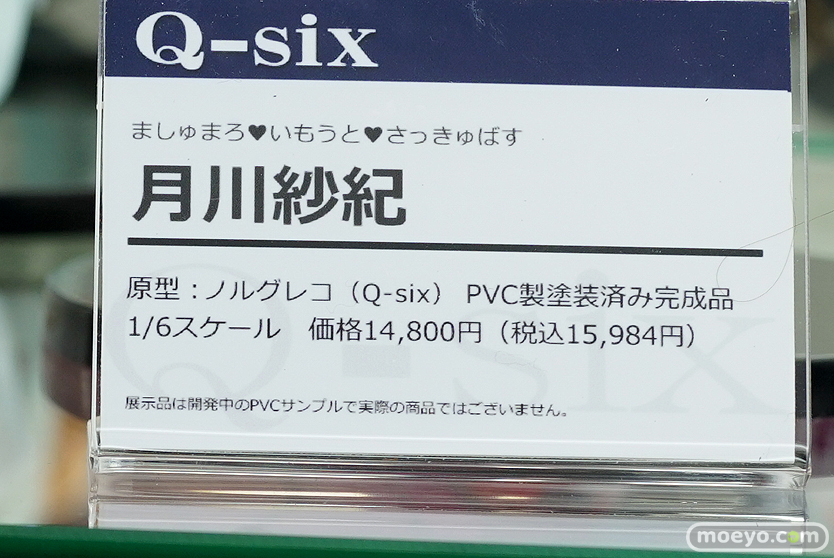 Q-six
ましゅまろ♥いもうと♥さっきゅばす
月川紗紀
原型：ノルグレコ（Q-six） PVC製塗装済み完成品
1/6スケール　価格14,800円（税込15,984円）
展示品は開発中のPVCサンプルで実際の商品ではございません。
Q-six
moeyo.com